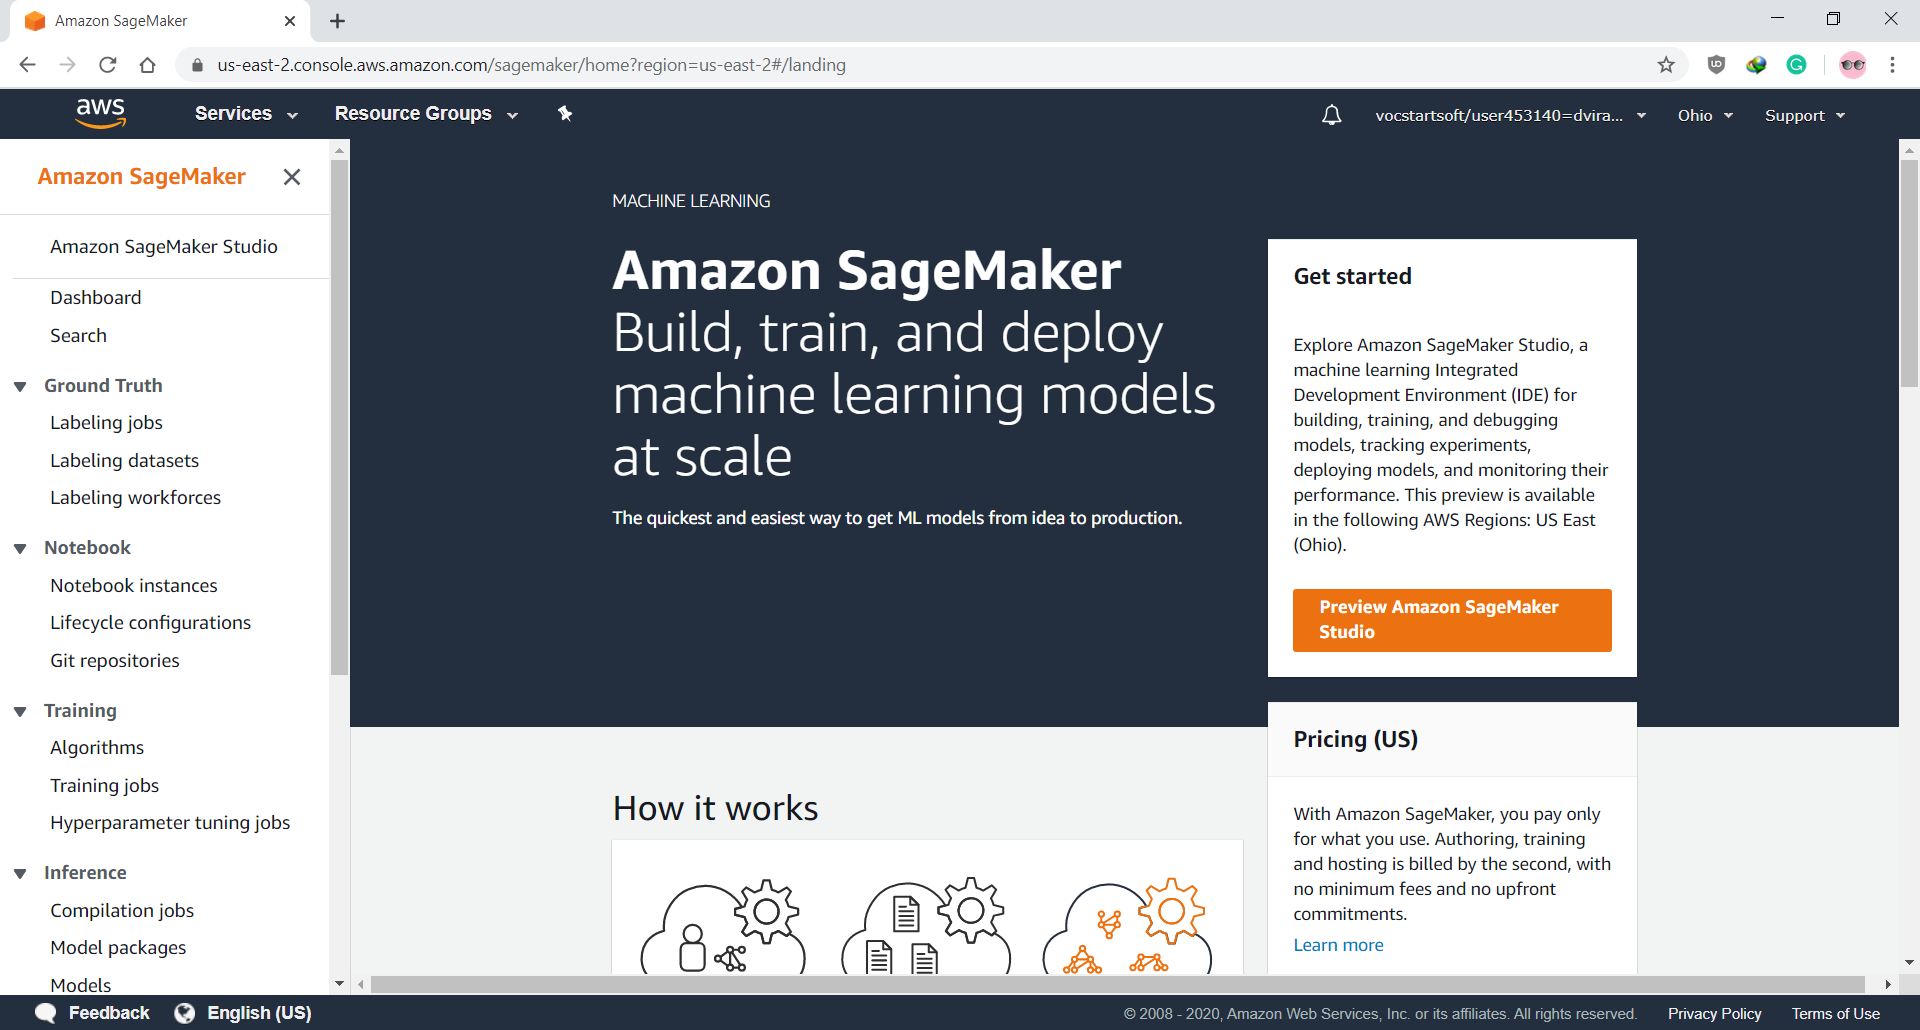 Amazon SageMaker
us-east-2.console.aws.amazon.com/sagemaker/home?region=us-east-2#/landing
aws
Services
Resource Groups
vocstartsoft/user453140=dvira...
Ohio
Support
Amazon SageMaker
Amazon SageMaker Studio
Dashboard
Search
Ground Truth
Labeling jobs
Labeling datasets
Labeling workforces
Notebook
Notebook instances
Lifecycle configurations
Git repositories
Training
Algorithms
Training jobs
Hyperparameter tuning jobs
Inference
Compilation jobs
Model packages
Models
MACHINE LEARNING
Amazon SageMaker
Build, train, and deploy
machine learning models
at scale
The quickest and easiest way to get ML models from idea to production.
Get started
Explore Amazon SageMaker Studio, a
machine learning Integrated
Development Environment (IDE) for
building, training, and debugging
models, tracking experiments,
deploying models, and monitoring their
performance. This preview is available
in the following AWS Regions: US East
(Ohio).
Preview Amazon SageMaker
Studio
Pricing (US)
With Amazon SageMaker, you pay only
for what you use. Authoring, training
and hosting is billed by the second, with
no minimum fees and no upfront
commitments.
Learn more
How it works
Feedback
English (US)
© 2008 - 2020, Amazon Web Services, Inc. or its affiliates. All rights reserved.
Privacy Policy
Terms of Use